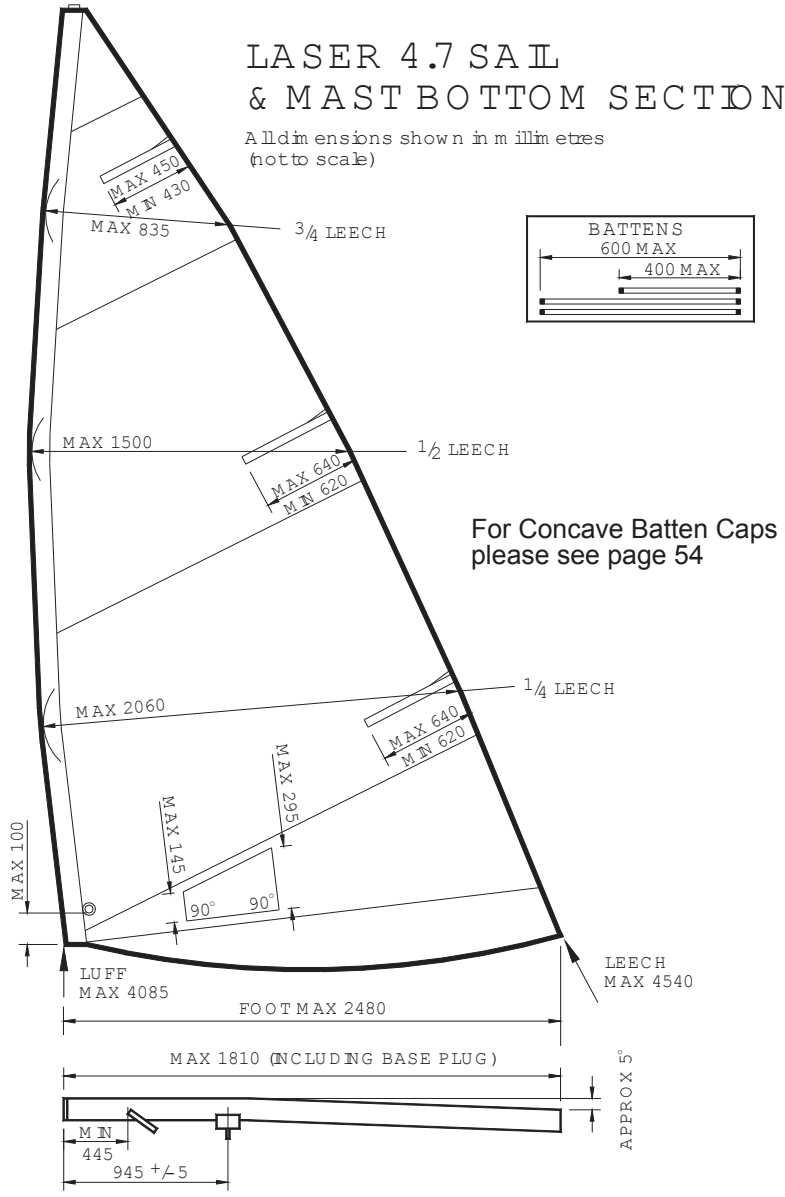 LASER 4.7 SAIL
& MAST BOTTOM SECTION
All dimensions shown in millimetres
(not to scale)
MAX 450
MIN 430
MAX 835
3/4 LEECH
BATTENS
600 MAX
400 MAX
MAX 1500
1/2 LEECH
MAX 640
MIN 620
For Concave Batten Caps
please see page 54
MAX 2060
1/4 LEECH
MAX 640
MIN 620
MAX 295
MAX 145
MAX 100
90°
90°
LUFF
MAX 4085
LEECH
MAX 4540
FOOT MAX 2480
MAX 1810 (INCLUDING BASE PLUG)
APPROX 5°
MIN
445
945 +/-5